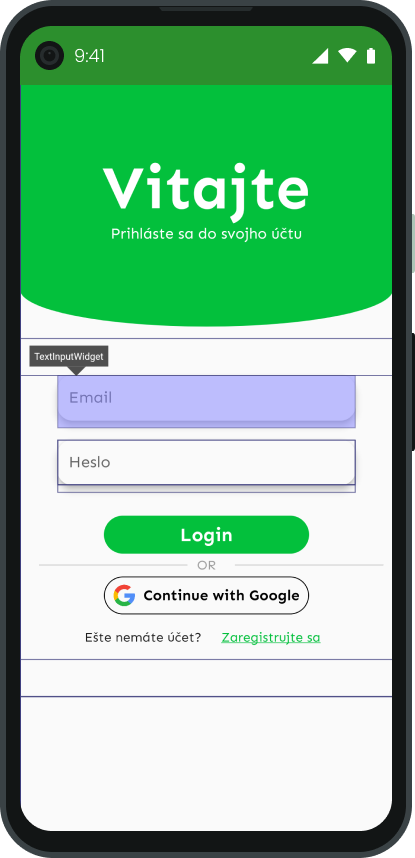 9:41
Vitajte
Prihláste sa do svojho účtu
TextInputWidget
Email
Heslo
Login
OR
Continue with Google
Ešte nemáte účet? Zaregistrujte sa